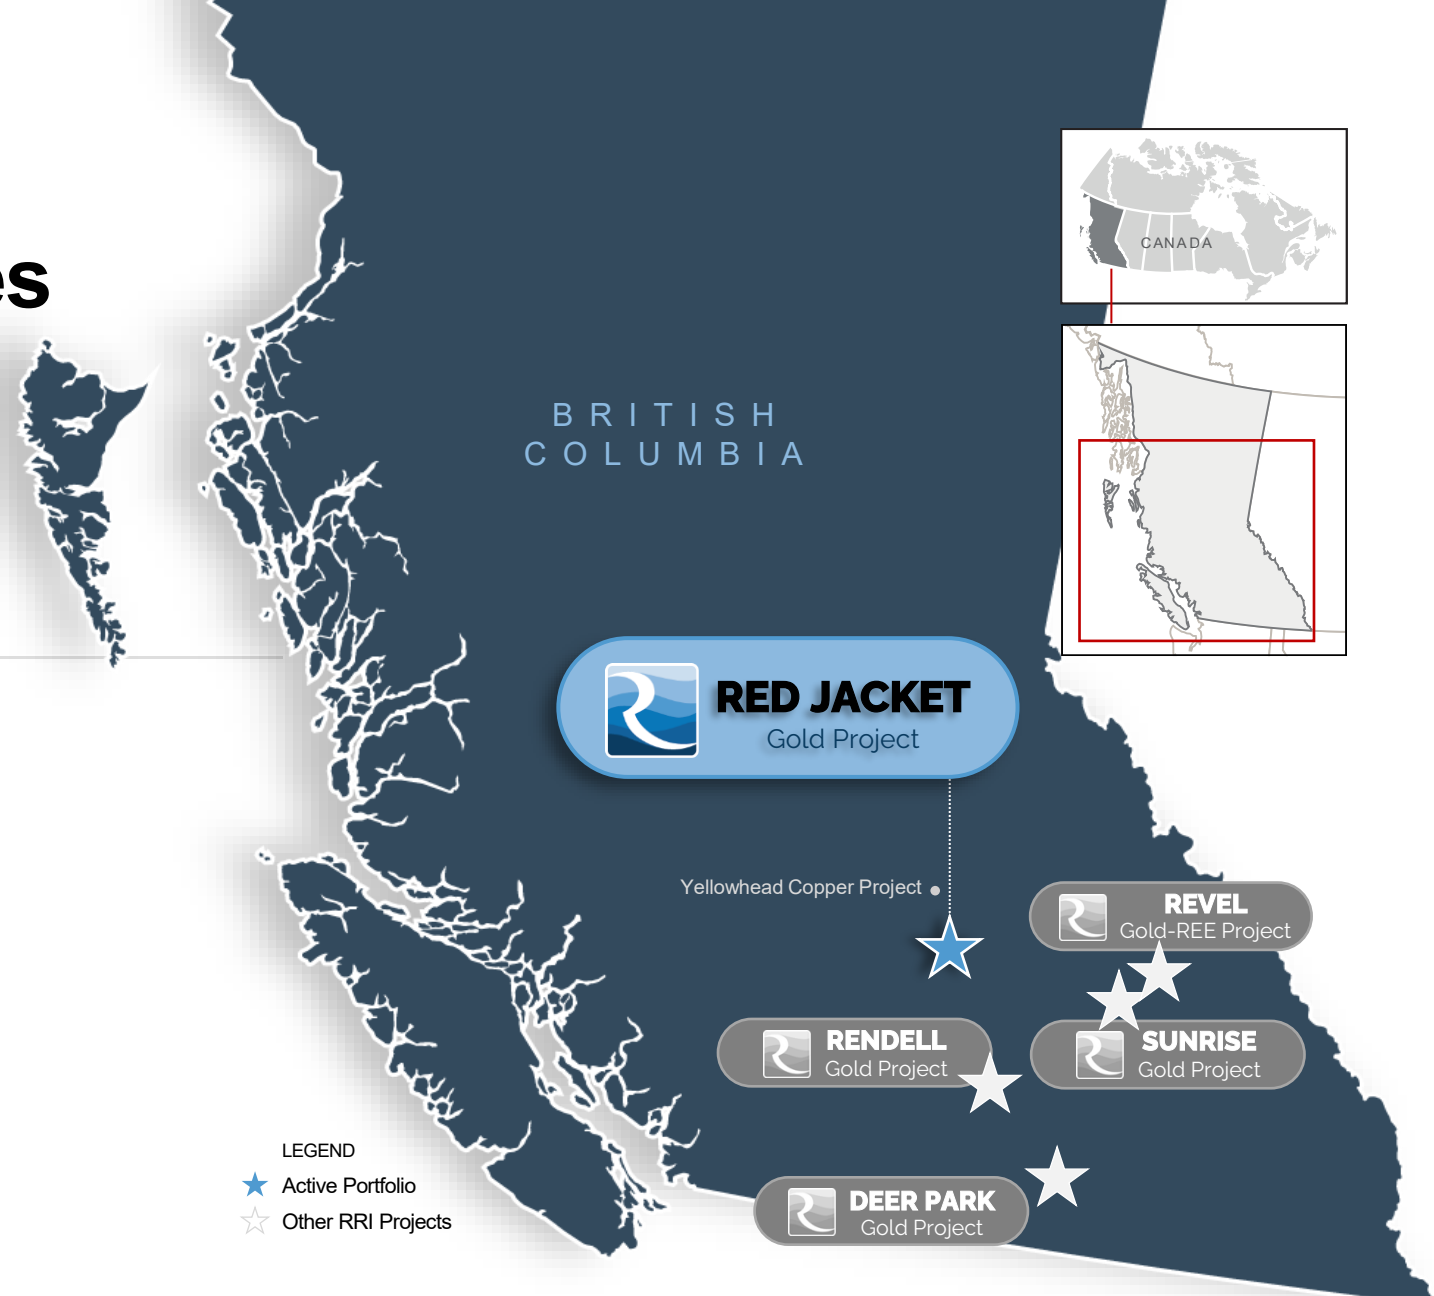 es
CANADA
BRITISH
COLUMBIA
RED JACKET
Gold Project
Yellowhead Copper Project
REVEL
Gold-REE Project
RENDELL
Gold Project
SUNRISE
Gold Project
DEER PARK
Gold Project
LEGEND
Active Portfolio
Other RRI Projects